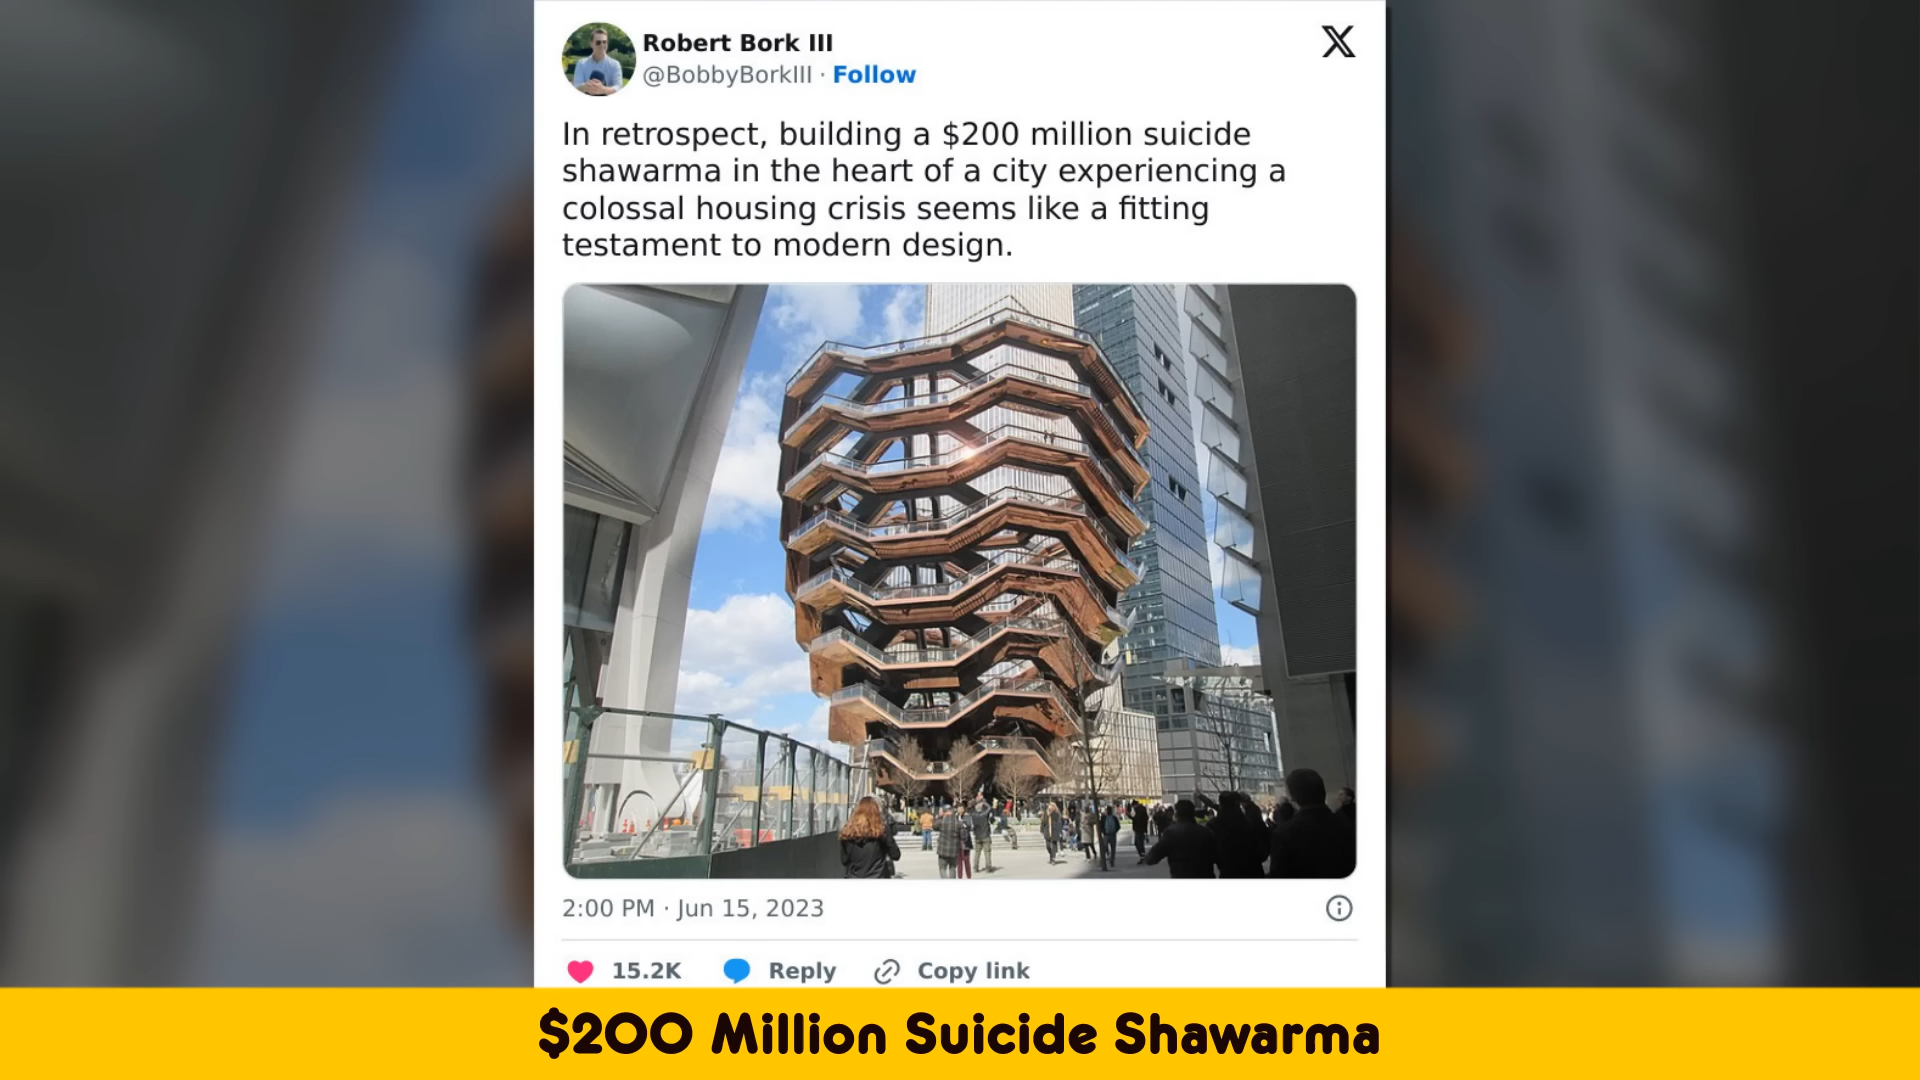 Robert Bork III
@BobbyBorkIII · Follow
In retrospect, building a $200 million suicide
shawarma in the heart of a city experiencing a
colossal housing crisis seems like a fitting
testament to modern design.
2:00 PM · Jun 15, 2023
15.2K Reply Copy link
$200 Million Suicide Shawarma